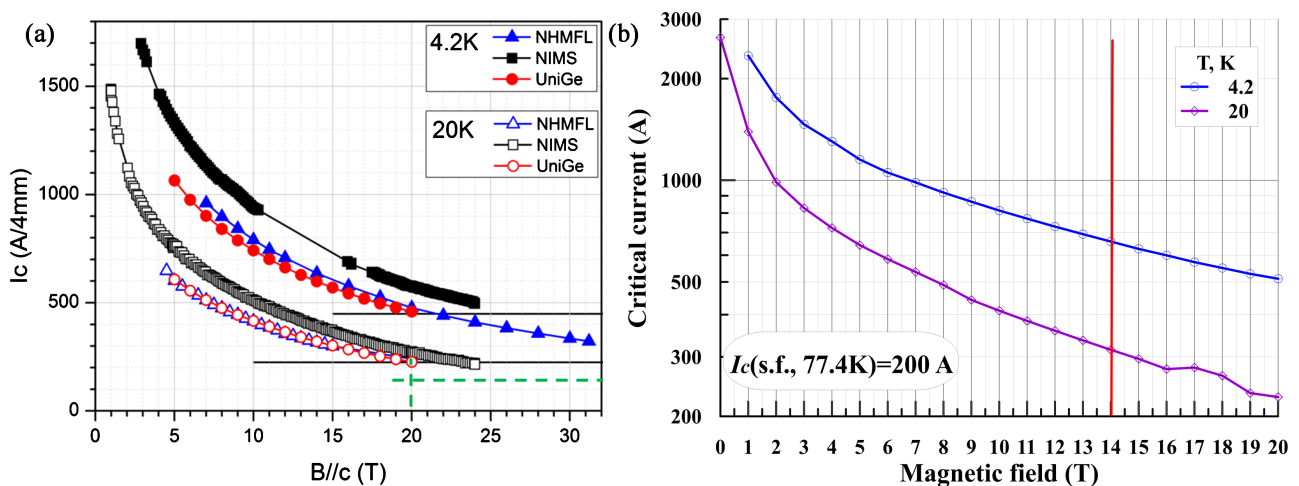 (a)
Ic (A/4mm)
1500
1000
500
0
0 5 10 15 20 25 30
B//c (T)
4.2K
NHMFL
NIMS
UniGe
20K
NHMFL
NIMS
UniGe
(b)
Critical current (A)
3000
2000
1000
500
300
200
T, K
4.2
20
Ic(s.f., 77.4K)=200 A
0 1 2 3 4 5 6 7 8 9 10 11 12 13 14 15 16 17 18 19 20
Magnetic field (T)